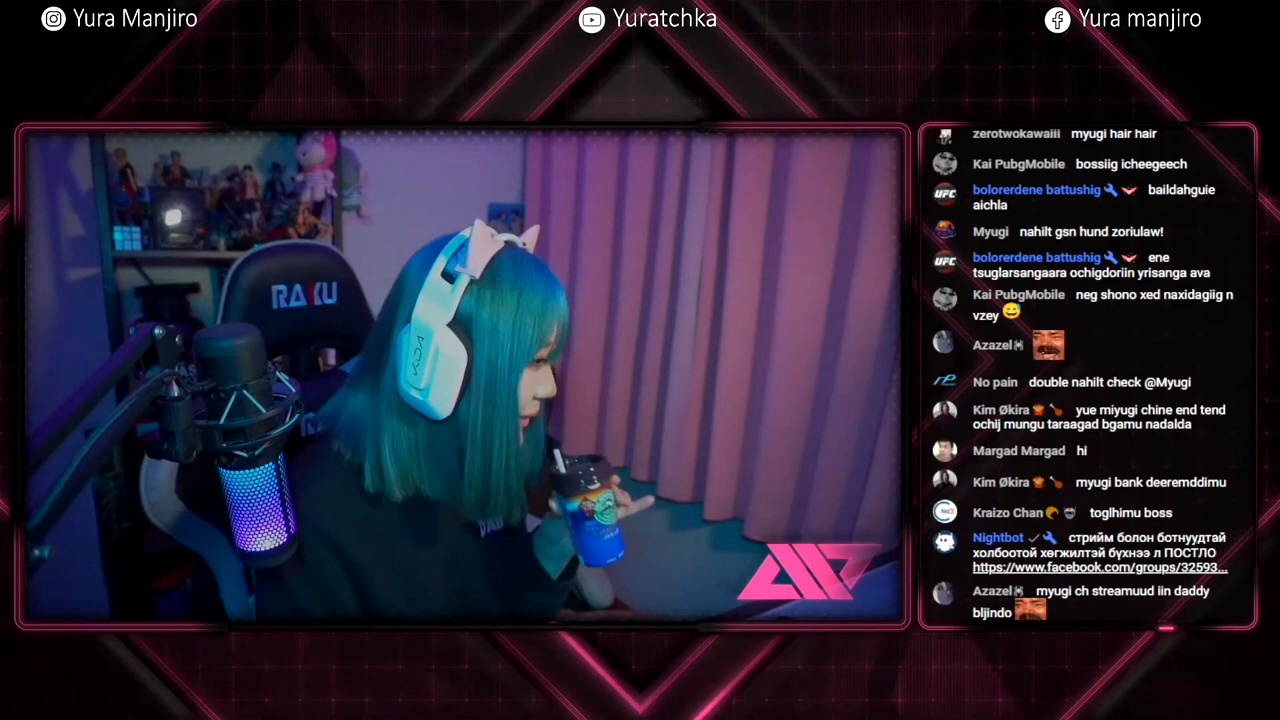 Yura Manjiro
Yuratchka
Yura manjiro
RAKU
zerotwokawaiii myugi hair hair
Kai PubgMobile bossiig icheegeech
bolorerdene battushig baildahguie
aichla
Myugi nahilt gsn hund zoriulaw!
bolorerdene battushig ene
tsuglarsangaara ochigdoriin yrisanga ava
Kai PubgMobile neg shono xed naxidagiig n
vzey
Azazel
No pain double nahilt check @Myugi
Kim Økira yue miyugi chine end tend
ochij mungu taraagad bgamu nadalda
Margad Margad hi
Kim Økira myugi bank deeremddimu
Kraizo Chan toglhimu boss
Nightbot стрийм болон ботнуудтай
холбоотой хөгжилтэй бүхнээ л ПОСТЛО
https://www.facebook.com/groups/32593...
Azazel myugi ch streamuud iin daddy
bljindo
UFC
UFC